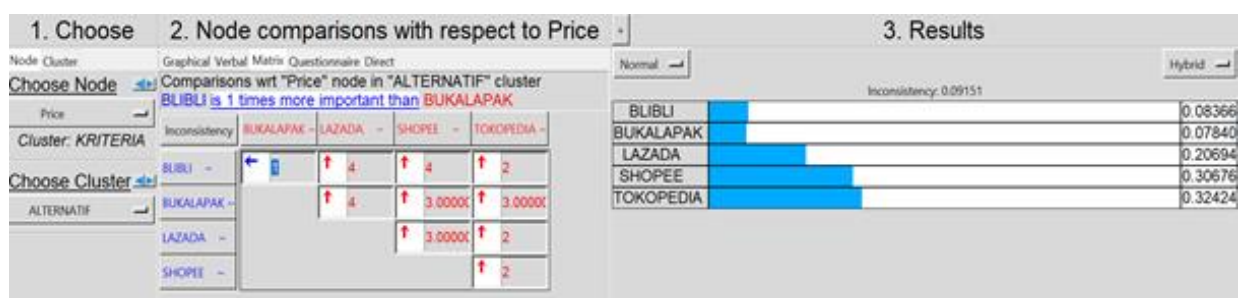 1. Choose
Node Cluster
Choose Node
Price
Cluster: KRITERIA
Choose Cluster
ALTERNATIF
2. Node comparisons with respect to Price
Graphical Verbal Matrix Questionnaire Direct
Comparisons wrt "Price" node in "ALTERNATIF" cluster
BLIBLI is 1 times more important than BUKALAPAK
Inconsistency BUKALAPAK ~ LAZADA ~ SHOPEE ~ TOKOPEDIA ~
BLIBLI ~ ← 1 ↑ 4 ↑ 4 ↑ 2
BUKALAPAK ~ ↑ 4 ↑ 3.0000( ↑ 3.0000(
LAZADA ~ ↑ 3.0000( ↑ 2
SHOPEE ~ ↑ 2
+ 3. Results
Normal Hybrid
Inconsistency: 0.09151
BLIBLI 0.08366
BUKALAPAK 0.07840
LAZADA 0.20694
SHOPEE 0.30676
TOKOPEDIA 0.32424